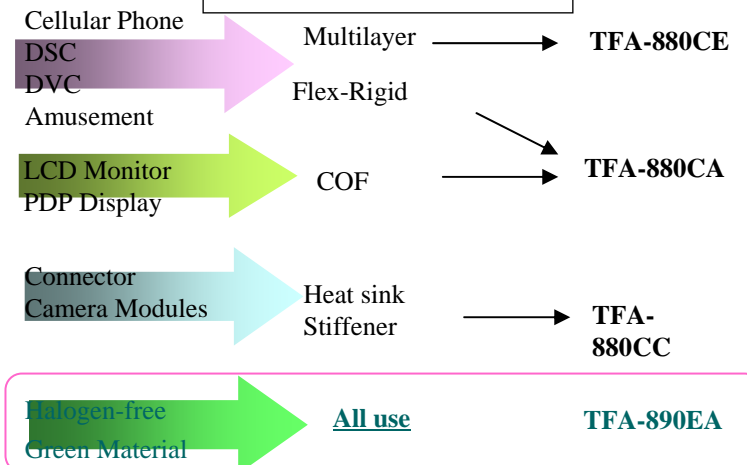 Cellular Phone
DSC
DVC
Amusement
Multilayer
Flex-Rigid
TFA-880CE
LCD Monitor
PDP Display
COF
TFA-880CA
Connector
Camera Modules
Heat sink
Stiffener
TFA-
880CC
Halogen-free
Green Material
All use
TFA-890EA